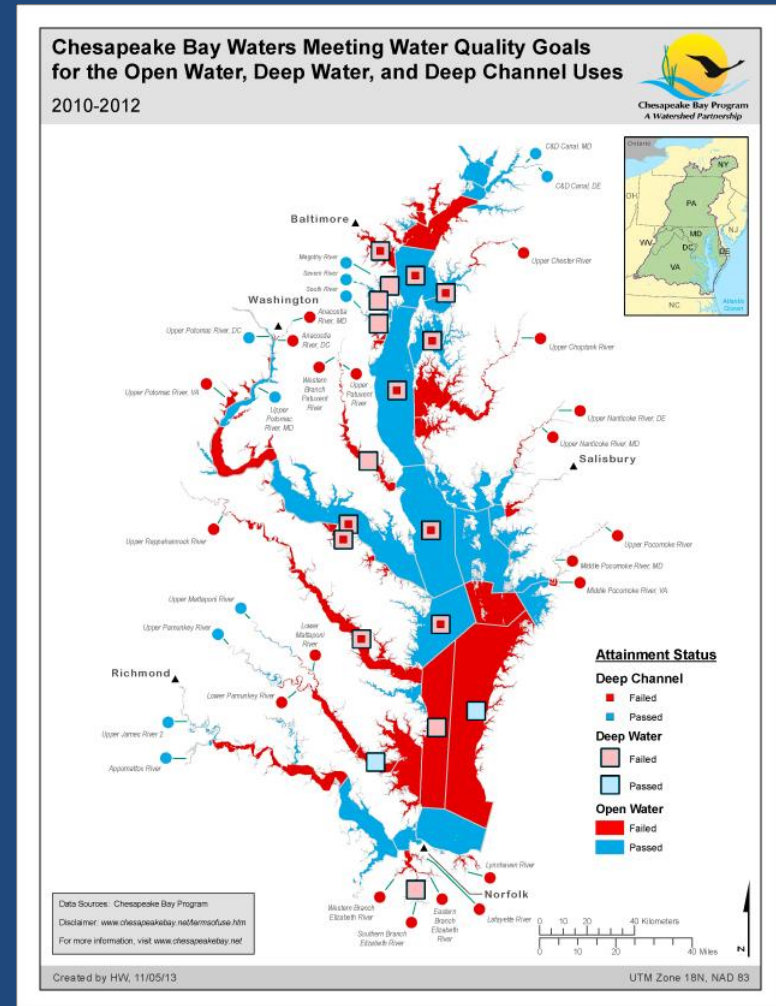 Chesapeake Bay Waters Meeting Water Quality Goals
for the Open Water, Deep Water, and Deep Channel Uses
2010-2012
Chesapeake Bay Program
A Watershed Partnership
Ontario
NY
PA
OH
NJ
MD
WV
DC
DE
VA
NC
Atlantic
Ocean
C&D Canal, MD
C&D Canal, DE
Baltimore
Magothy River
Severn River
South River
Upper Chester River
Washington
Anacostia
River, MD
Upper Potomac River, DC
Anacostia
River, DC
Upper Choptank River
Western
Branch
Patuxent
River
Upper
Patuxent
River
Upper Potomac River, VA
Upper
Potomac
River, MD
Upper Nanticoke River, DE
Upper Nanticoke River, MD
Salisbury
Upper Rappahannock River
Upper Pocomoke River
Middle Pocomoke River, MD
Middle Pocomoke River, VA
Upper Mattaponi River
Upper Pamunkey River
Lower
Mattaponi
River
Richmond
Lower Pamunkey River
Upper James River 2
Appomattox River
Attainment Status
Deep Channel
Failed
Passed
Deep Water
Failed
Passed
Open Water
Failed
Passed
Lynnhaven River
Norfolk
Western Branch
Elizabeth River
Southern Branch
Elizabeth River
Eastern
Branch
Elizabeth
River
Lafayette River
Data Sources: Chesapeake Bay Program
Disclaimer: www.chesapeakebay.net/termsofuse.htm
For more information, visit www.chesapeakebay.net
0 10 20 40 Kilometers
0 10 20 40 Miles
N
Created by HW, 11/05/13
UTM Zone 18N, NAD 83